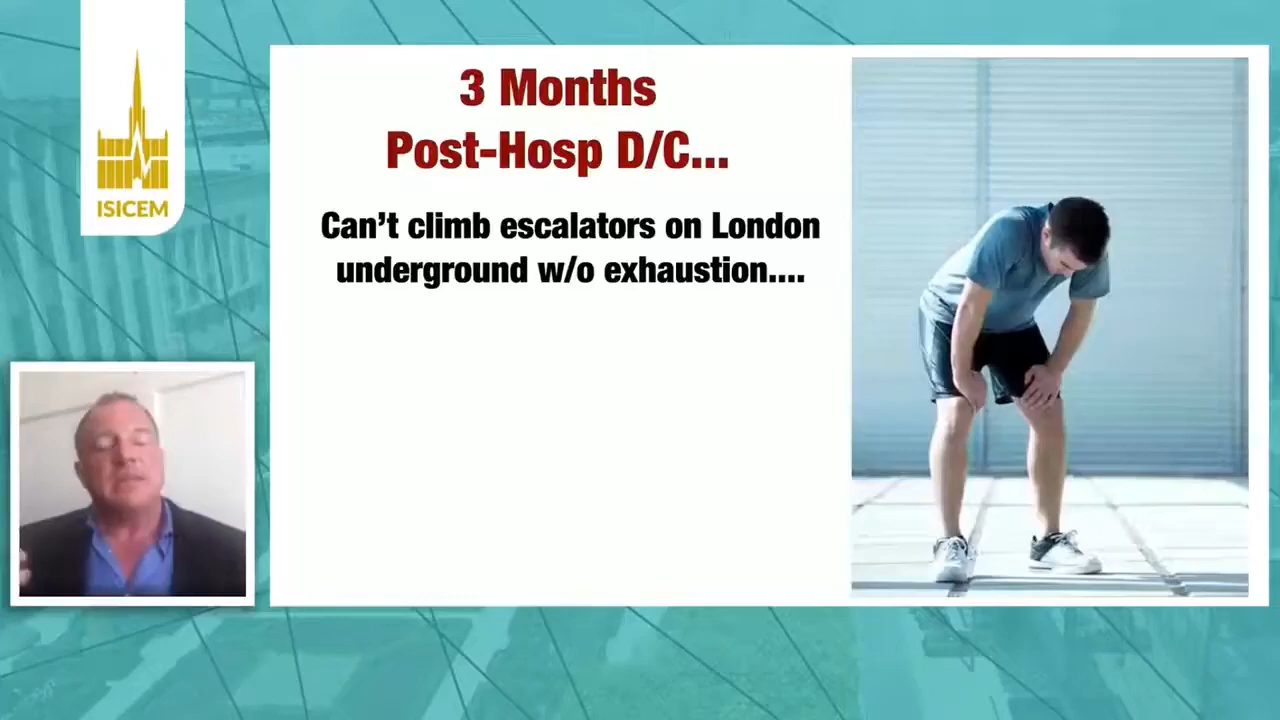 ISICEM
3 Months
Post-Hosp D/C...
Can't climb escalators on London
underground w/o exhaustion....